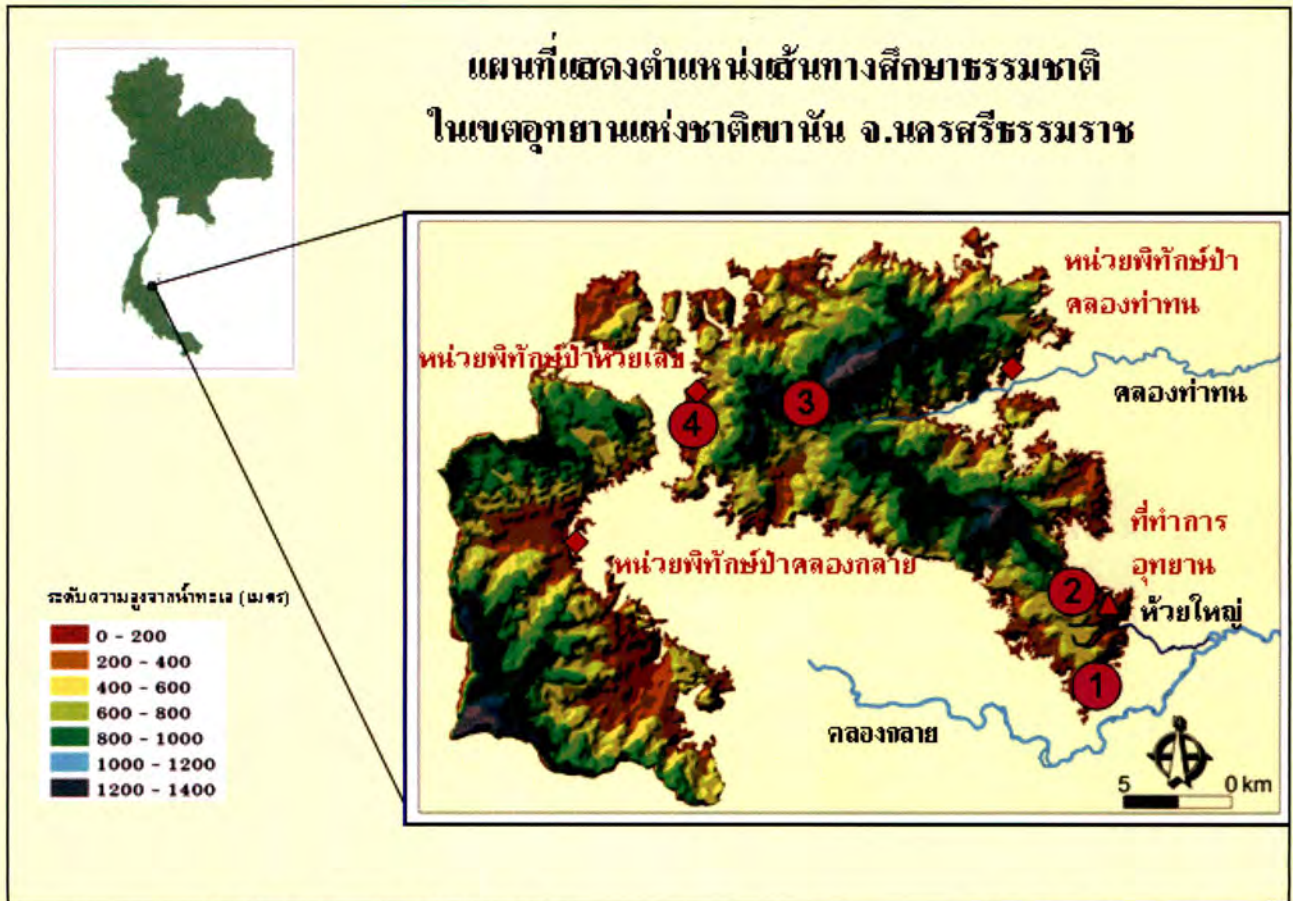 แผนที่แสดงตำแหน่งเส้นทางศึกษาธรรมชาติ
ในเขตอุทยานแห่งชาติเขานัน จ.นครศรีธรรมราช
หน่วยพิทักษ์ป่า
คลองท่าทน
หน่วยพิทักษ์ป่าห้วยเลข
คลองท่าทน
3
4
ที่ทำการ
อุทยาน
หน่วยพิทักษ์ป่าคลองกลาย
2
ห้วยใหญ่
1
คลองกลาย
5 0 km
ระดับความสูงจากน้ำทะเล (เมตร)
0 - 200
200 - 400
400 - 600
600 - 800
800 - 1000
1000 - 1200
1200 - 1400